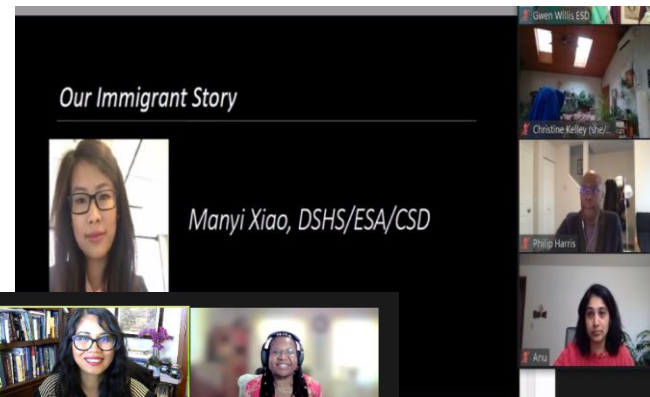 Our Immigrant Story
Manyi Xiao, DSHS/ESA/CSD
Gwen Willis ESD
Christine Kelley (she/...
Philip Harris
Anu